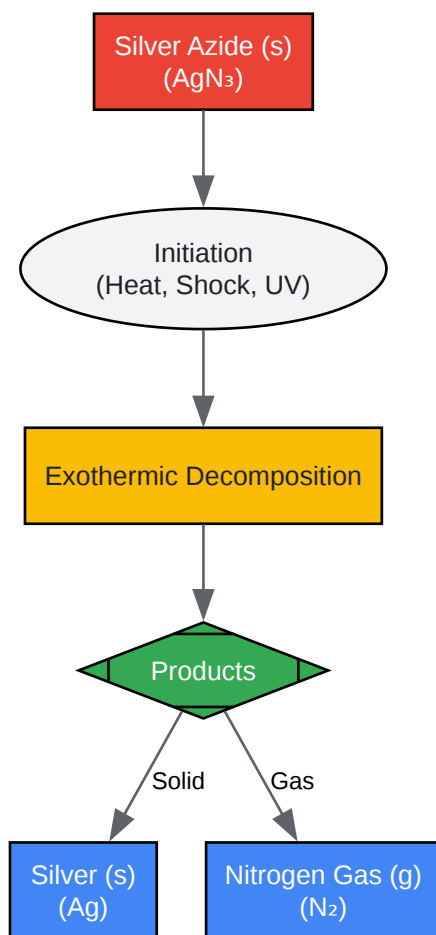 Silver Azide (s)
(AgN₃)
Initiation
(Heat, Shock, UV)
Exothermic Decomposition
Products
Solid
Gas
Silver (s)
(Ag)
Nitrogen Gas (g)
(N₂)